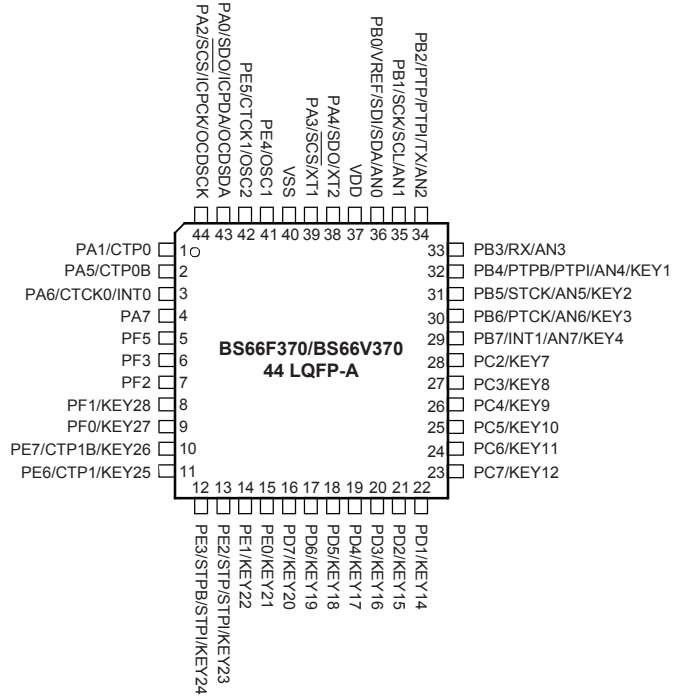 PA2/SCS/ICPCK/OCDSCK
PA0/SDO/ICPDA/OCDSDA
PE5/CTCK1/OSC2
PE4/OSC1
VSS
PA3/SCS/XT1
PA4/SDO/XT2
VDD
PB0/VREF/SDI/SDA/AN0
PB1/SCK/SCL/AN1
PB2/PTP/PTPI/TX/AN2
44 43 42 41 40 39 38 37 36 35 34
PA1/CTP0 1
PA5/CTP0B 2
PA6/CTCK0/INT0 3
PA7 4
PF5 5
PF3 6
PF2 7
PF1/KEY28 8
PF0/KEY27 9
PE7/CTP1B/KEY26 10
PE6/CTP1/KEY25 11
BS66F370/BS66V370
44 LQFP-A
33 PB3/RX/AN3
32 PB4/PTPB/PTPI/AN4/KEY1
31 PB5/STCK/AN5/KEY2
30 PB6/PTCK/AN6/KEY3
29 PB7/INT1/AN7/KEY4
28 PC2/KEY7
27 PC3/KEY8
26 PC4/KEY9
25 PC5/KEY10
24 PC6/KEY11
23 PC7/KEY12
12 13 14 15 16 17 18 19 20 21 22
PE3/STPB/STPI/KEY24
PE2/STP/STPI/KEY23
PE1/KEY22
PE0/KEY21
PD7/KEY20
PD6/KEY19
PD5/KEY18
PD4/KEY17
PD3/KEY16
PD2/KEY15
PD1/KEY14